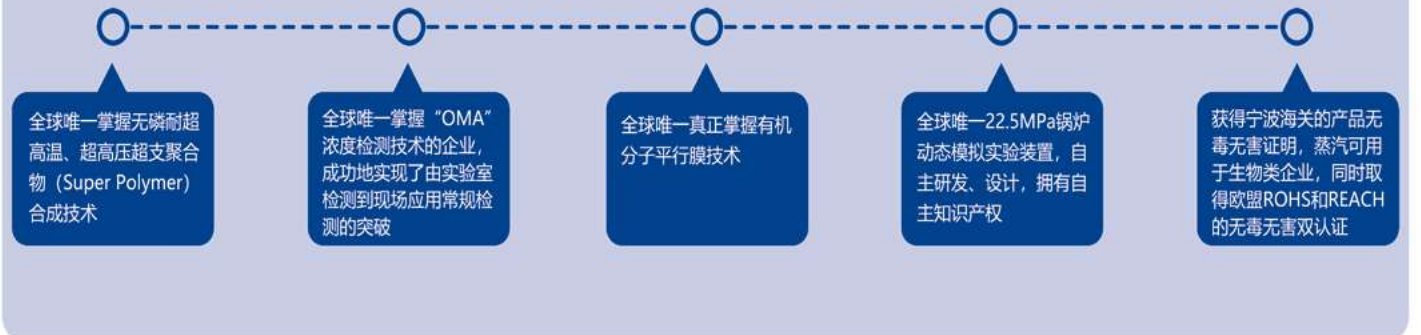 全球唯一掌握无磷耐超
高温、超高压超支聚合
物（Super Polymer）
合成技术
全球唯一掌握“OMA”
浓度检测技术的企业，
成功地实现了由实验室
检测到现场应用常规检
测的突破
全球唯一真正掌握有机
分子平行膜技术
全球唯一22.5MPa锅炉
动态模拟实验装置，自
主研发、设计，拥有自
主知识产权
获得宁波海关的产品无
毒无害证明，蒸汽可用
于生物类企业，同时取
得欧盟ROHS和REACH
的无毒无害双认证